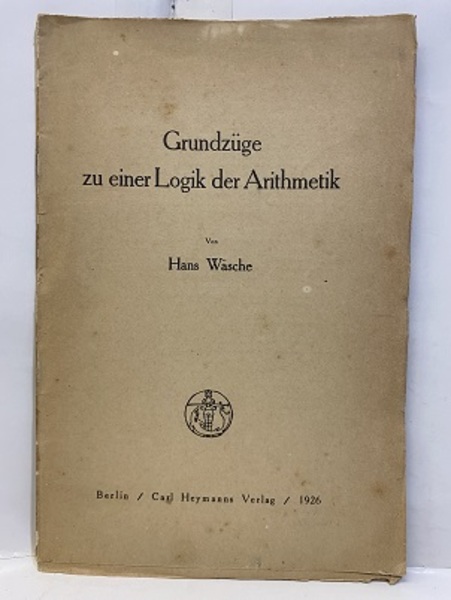 Grundzüge
zu einer Logik der Arithmetik
Von
Hans Wäsche
Berlin / Carl Heymanns Verlag / 1926